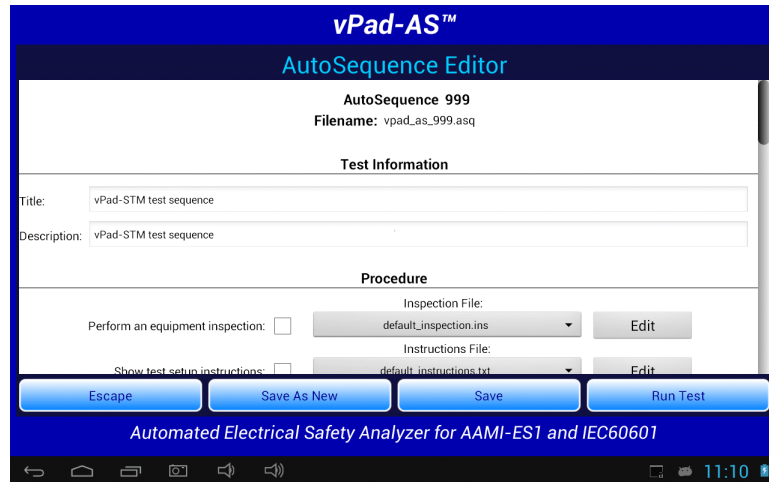 vPad-AS™
AutoSequence Editor
AutoSequence 999
Filename: vpad_as_999.asq
Test Information
Title: vPad-STM test sequence
Description: vPad-STM test sequence
Procedure
Inspection File:
Perform an equipment inspection: default_inspection.ins Edit
Instructions File:
Show test setup instructions: default_instructions.txt Edit
Escape Save As New Save Run Test
Automated Electrical Safety Analyzer for AAMI-ES1 and IEC60601
11:10